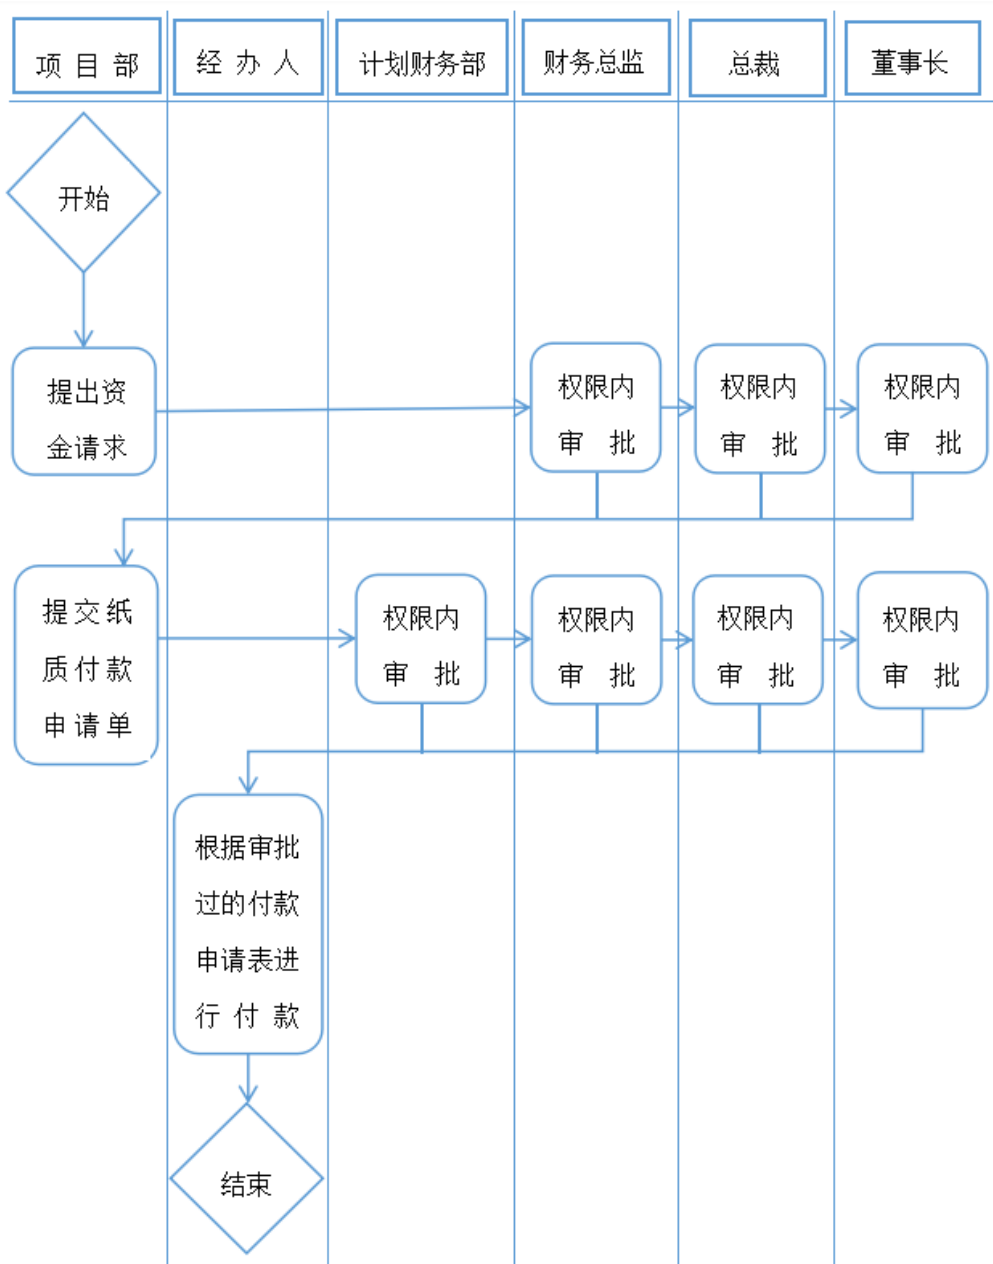 项 目 部
经 办 人
计划财务部
财务总监
总裁
董事长
开始
提出资
金请求
权限内
审 批
权限内
审 批
权限内
审 批
提交纸
质付款
申请单
权限内
审 批
权限内
审 批
权限内
审 批
权限内
审 批
根据审批
过的付款
申请表进
行 付 款
结束